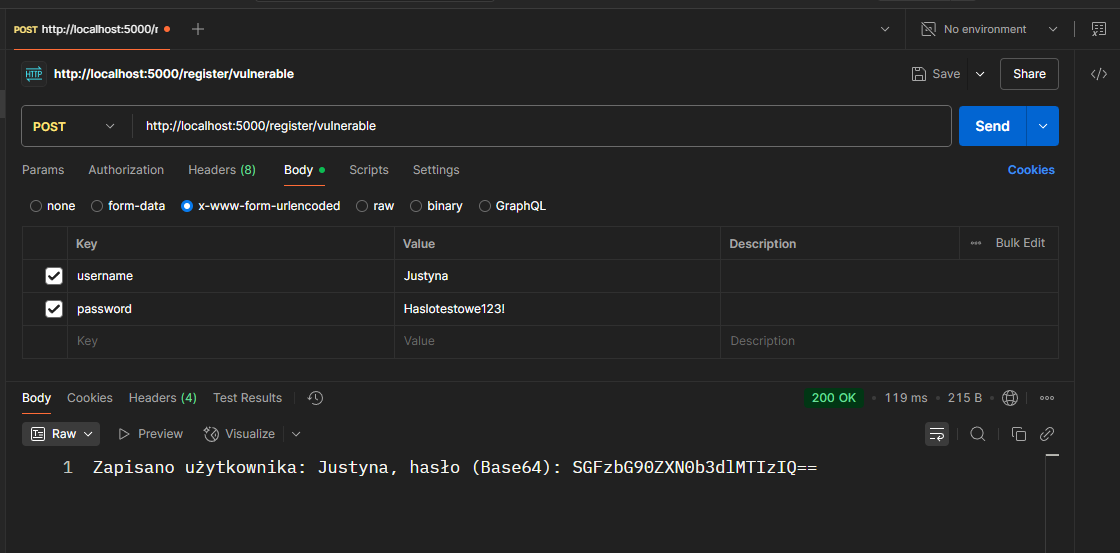 POST http://localhost:5000/r
No environment
HTTP http://localhost:5000/register/vulnerable
Save
Share
POST
http://localhost:5000/register/vulnerable
Send
Params Authorization Headers (8) Body Scripts Settings
Cookies
none form-data x-www-form-urlencoded raw binary GraphQL
Key Value Description Bulk Edit
username Justyna
password Haslotestowe123!
Key Value Description
Body Cookies Headers (4) Test Results
200 OK 119 ms 215 B
Raw Preview Visualize
1 Zapisano użytkownika: Justyna, hasło (Base64): SGFzbG90ZXN0b3dlMTIzIQ==